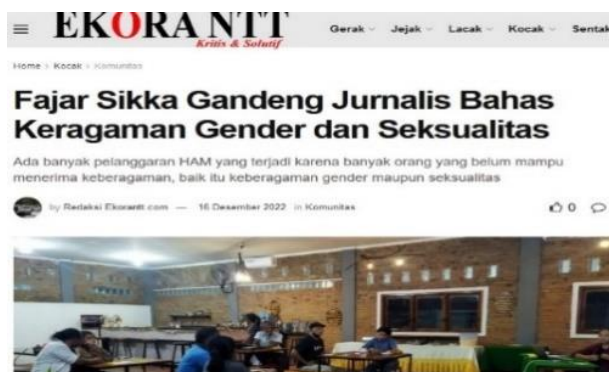 EKORA NTT
Kritis & Solutif
Gerak Jejak Lacak Kocak Sentak
Home > Kocak > Komunitas
Fajar Sikka Gandeng Jurnalis Bahas
Keragaman Gender dan Seksualitas
Ada banyak pelanggaran HAM yang terjadi karena banyak orang yang belum mampu
menerima keberagaman, baik itu keberagaman gender maupun seksualitas
by Redaksi Ekorantt.com — 16 Desember 2022 in Komunitas
0